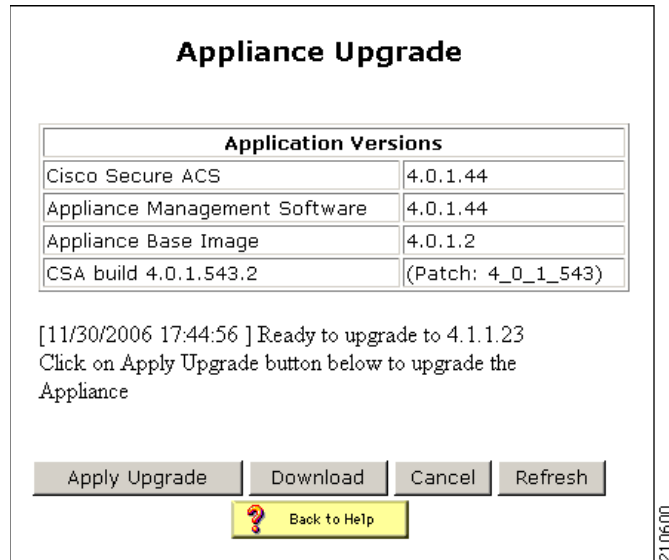 Appliance Upgrade
Application Versions
Cisco Secure ACS 4.0.1.44
Appliance Management Software 4.0.1.44
Appliance Base Image 4.0.1.2
CSA build 4.0.1.543.2 (Patch: 4_0_1_543)
[11/30/2006 17:44:56 ] Ready to upgrade to 4.1.1.23
Click on Apply Upgrade button below to upgrade the
Appliance
Apply Upgrade Download Cancel Refresh
? Back to Help
210600